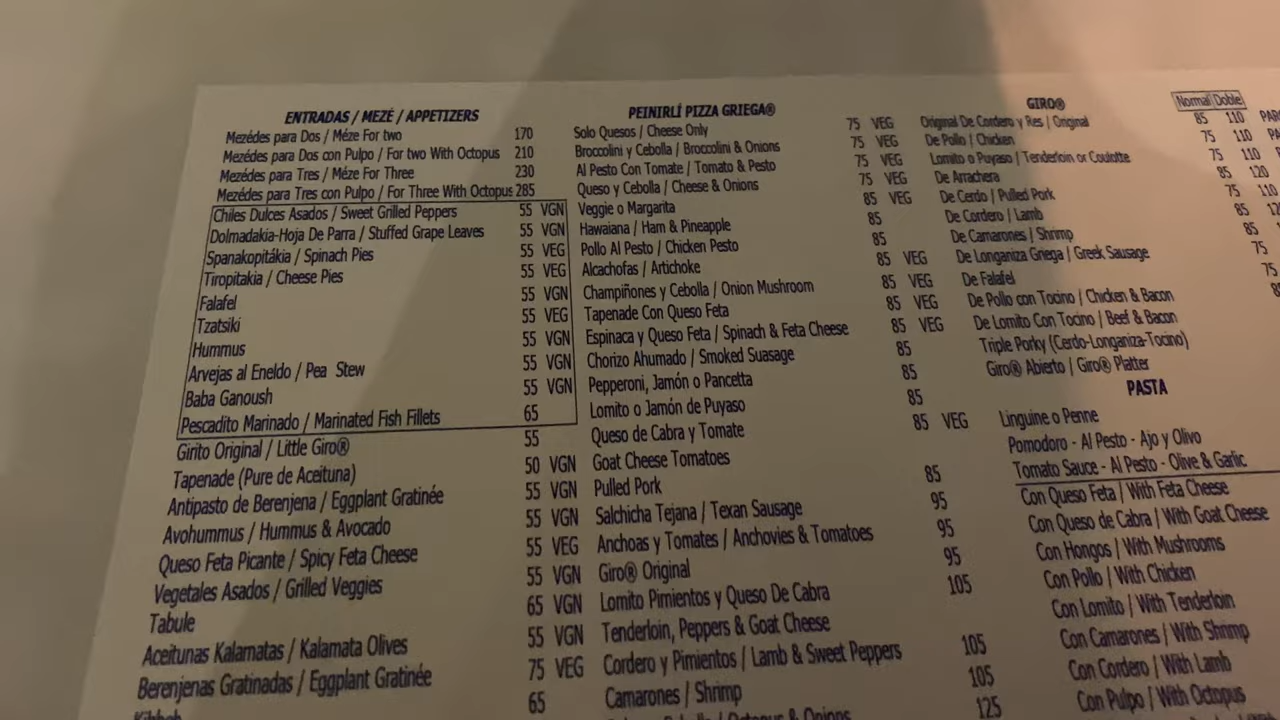 ENTRADAS / MEZÉ / APPETIZERS
Mezédes para Dos / Méze For two 170
Mezédes para Dos con Pulpo / For two With Octopus 210
Mezédes para Tres / Méze For Three 230
Mezédes para Tres con Pulpo / For Three With Octopus 285
Chiles Dulces Asados / Sweet Grilled Peppers 55 VGN
Dolmadakia-Hoja De Parra / Stuffed Grape Leaves 55 VGN
Spanakopitákia / Spinach Pies 55 VEG
Tiropitakia / Cheese Pies 55 VEG
Falafel 55 VGN
Tzatsiki 55 VEG
Hummus 55 VGN
Arvejas al Eneldo / Pea Stew 55 VGN
Baba Ganoush 55 VGN
Pescadito Marinado / Marinated Fish Fillets 65
Girito Original / Little Giro® 55
Tapenade (Pure de Aceituna) 50 VGN
Antipasto de Berenjena / Eggplant Gratinée 55 VGN
Avohummus / Hummus & Avocado 55 VGN
Queso Feta Picante / Spicy Feta Cheese 55 VEG
Vegetales Asados / Grilled Veggies 55 VGN
Tabule 65 VGN
Aceitunas Kalamatas / Kalamata Olives 55 VGN
Berenjenas Gratinadas / Eggplant Gratinée 75 VEG
65
PEINIRLÍ PIZZA GRIEGA®
Solo Quesos / Cheese Only 75 VEG
Broccolini y Cebolla / Broccolini & Onions 75 VEG
Al Pesto Con Tomate / Tomato & Pesto 75 VEG
Queso y Cebolla / Cheese & Onions 75 VEG
Veggie o Margarita 85 VEG
Hawaiana / Ham & Pineapple 85
Pollo Al Pesto / Chicken Pesto 85
Alcachofas / Artichoke 85 VEG
Champiñones y Cebolla / Onion Mushroom 85 VEG
Tapenade Con Queso Feta 85 VEG
Espinaca y Queso Feta / Spinach & Feta Cheese 85 VEG
Chorizo Ahumado / Smoked Suasage 85
Pepperoni, Jamón o Pancetta 85
Lomito o Jamón de Puyaso 85
Queso de Cabra y Tomate 85 VEG
Goat Cheese Tomatoes
Pulled Pork 85
Salchicha Tejana / Texan Sausage 95
Anchoas y Tomates / Anchovies & Tomatoes 95
Giro® Original 95
Lomito Pimientos y Queso De Cabra 105
Tenderloin, Peppers & Goat Cheese
Cordero y Pimientos / Lamb & Sweet Peppers 105
Camarones / Shrimp 105
/ Octopus & Onions 125
GIRO® Normal Doble
Original De Cordero y Res / Original 85 110
De Pollo / Chicken 75 110
Lomito o Puyaso / Tenderloin or Coulotte 75 110
De Arrachera 85 120
De Cerdo / Pulled Pork 75 110
De Cordero / Lamb 85
De Camarones / Shrimp 85
De Longaniza Griega / Greek Sausage 75
De Falafel 75
De Pollo con Tocino / Chicken & Bacon
De Lomito Con Tocino / Beef & Bacon
Triple Porky (Cerdo-Longaniza-Tocino)
Giro® Abierto / Giro® Platter
PASTA
Linguine o Penne
Pomodoro - Al Pesto - Ajo y Olivo
Tomato Sauce - Al Pesto - Olive & Garlic
Con Queso Feta / With Feta Cheese
Con Queso de Cabra / With Goat Cheese
Con Hongos / With Mushrooms
Con Pollo / With Chicken
Con Lomito / With Tenderloin
Con Camarones / With Shrimp
Con Cordero / With Lamb
Con Pulpo / With Octopus